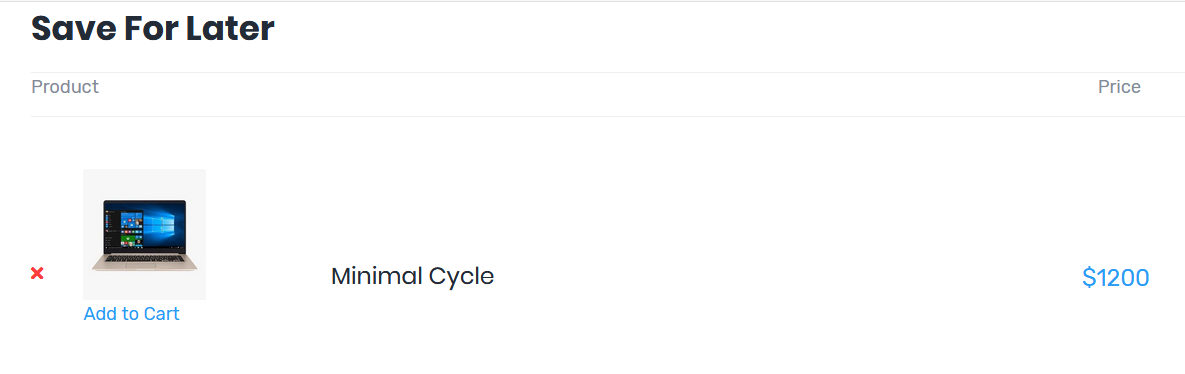 Save For Later
Product Price
Minimal Cycle $1200
Add to Cart